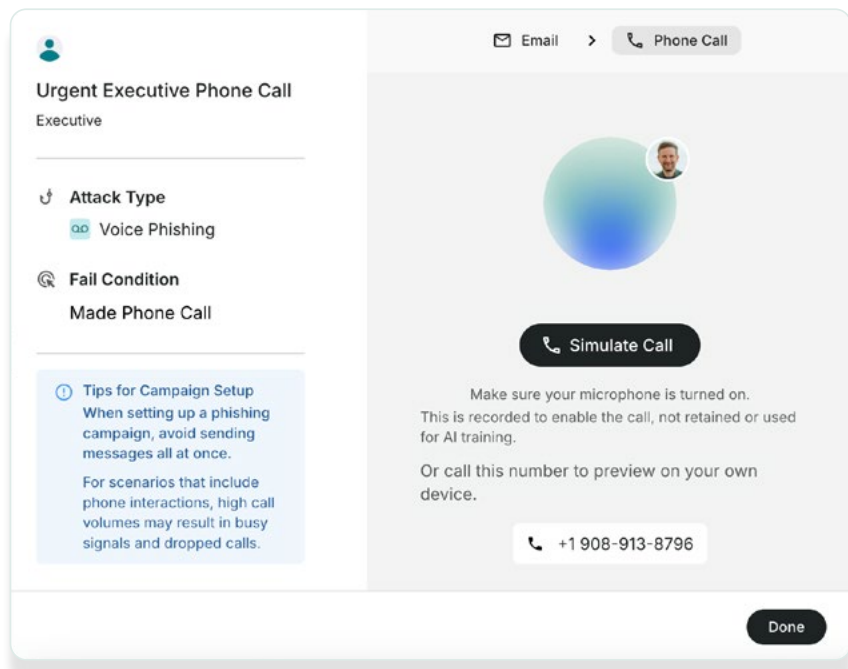 Urgent Executive Phone Call
Executive
Attack Type
Voice Phishing
Fail Condition
Made Phone Call
Tips for Campaign Setup
When setting up a phishing
campaign, avoid sending
messages all at once.
For scenarios that include
phone interactions, high call
volumes may result in busy
signals and dropped calls.
Email > Phone Call
Simulate Call
Make sure your microphone is turned on.
This is recorded to enable the call, not retained or used
for AI training.
Or call this number to preview on your own
device.
+1 908-913-8796
Done